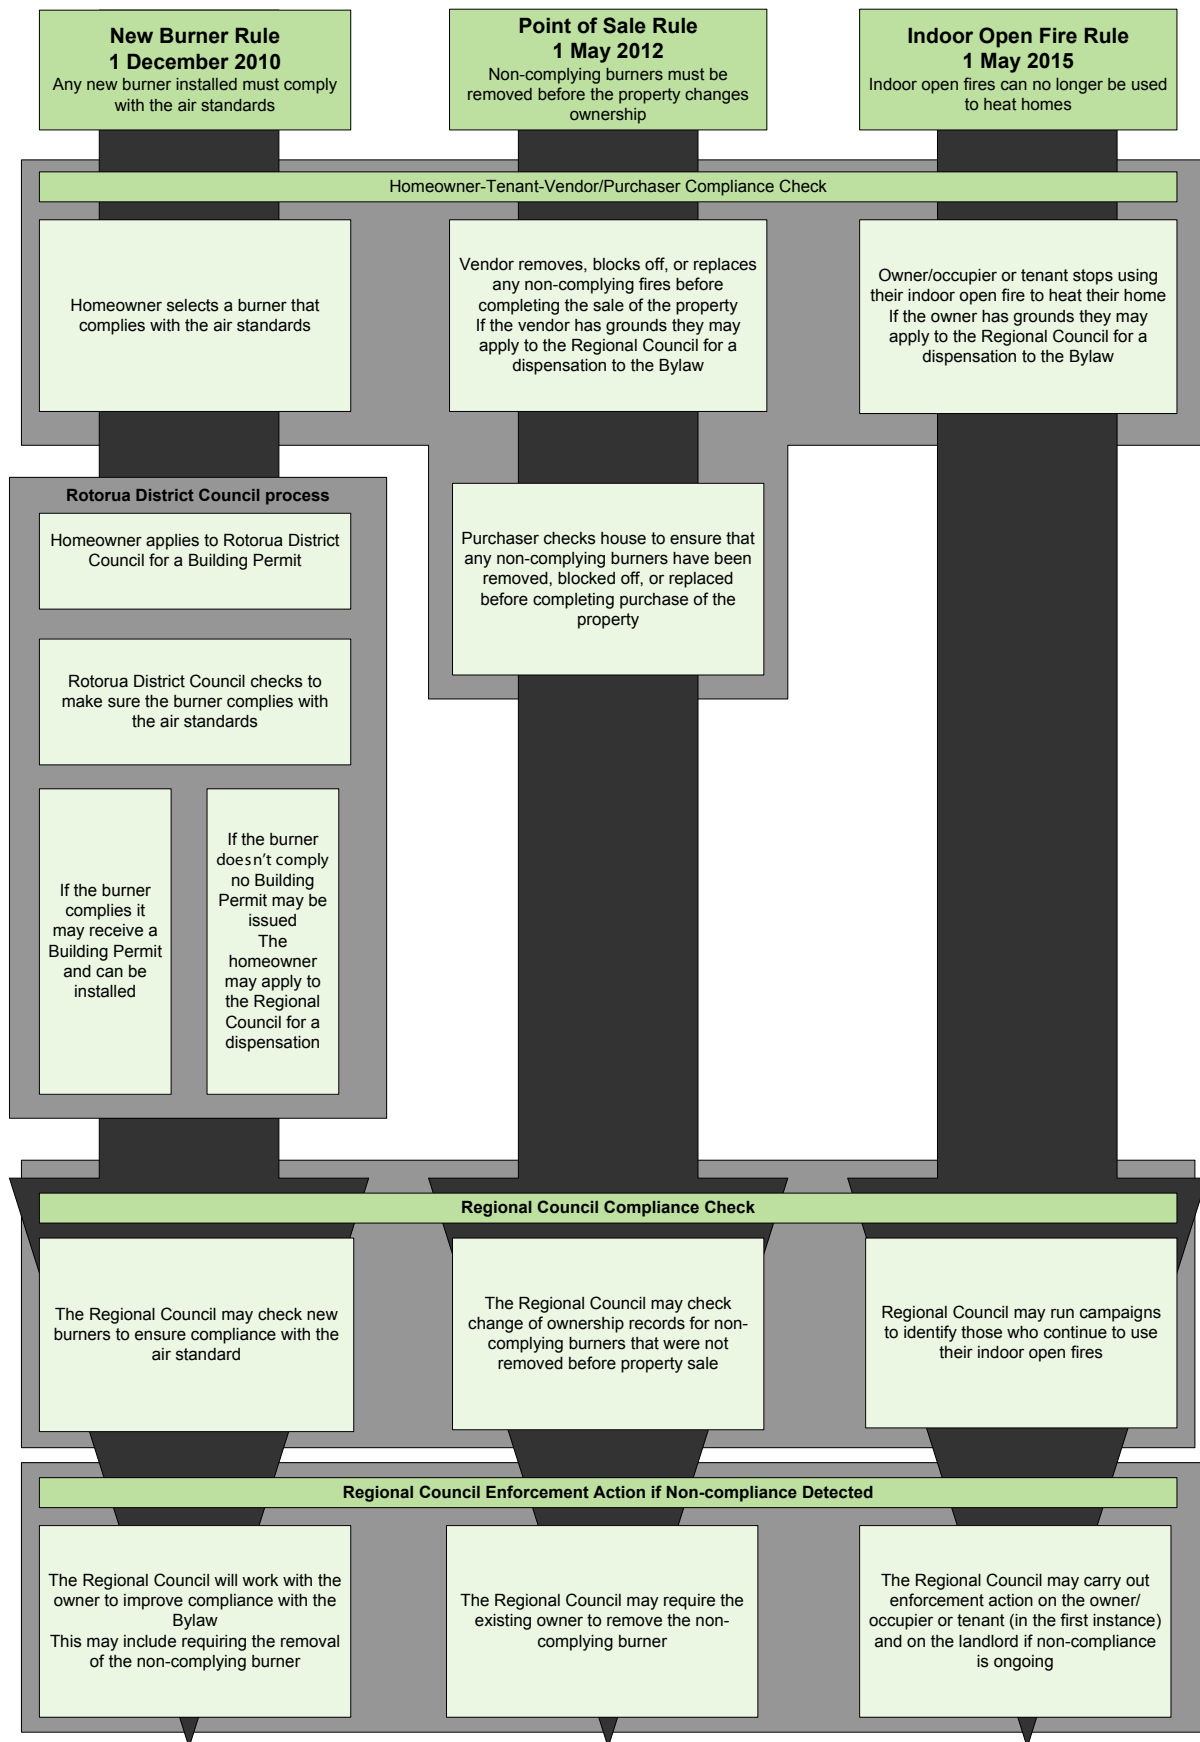 New Burner Rule
1 December 2010
Any new burner installed must comply
with the air standards
Point of Sale Rule
1 May 2012
Non-complying burners must be
removed before the property changes
ownership
Indoor Open Fire Rule
1 May 2015
Indoor open fires can no longer be used
to heat homes
Homeowner-Tenant-Vendor/Purchaser Compliance Check
Homeowner selects a burner that
complies with the air standards
Vendor removes, blocks off, or replaces
any non-complying fires before
completing the sale of the property
If the vendor has grounds they may
apply to the Regional Council for a
dispensation to the Bylaw
Owner/occupier or tenant stops using
their indoor open fire to heat their home
If the owner has grounds they may
apply to the Regional Council for a
dispensation to the Bylaw
Rotorua District Council process
Homeowner applies to Rotorua District
Council for a Building Permit
Rotorua District Council checks to
make sure the burner complies with
the air standards
If the burner
complies it
may receive a
Building Permit
and can be
installed
If the burner
doesn't comply
no Building
Permit may be
issued
The
homeowner
may apply to
the Regional
Council for a
dispensation
Purchaser checks house to ensure that
any non-complying burners have been
removed, blocked off, or replaced
before completing purchase of the
property
Regional Council Compliance Check
The Regional Council may check new
burners to ensure compliance with the
air standard
The Regional Council may check
change of ownership records for non-
complying burners that were not
removed before property sale
Regional Council may run campaigns
to identify those who continue to use
their indoor open fires
Regional Council Enforcement Action if Non-compliance Detected
The Regional Council will work with the
owner to improve compliance with the
Bylaw
This may include requiring the removal
of the non-complying burner
The Regional Council may require the
existing owner to remove the non-
complying burner
The Regional Council may carry out
enforcement action on the owner/
occupier or tenant (in the first instance)
and on the landlord if non-compliance
is ongoing